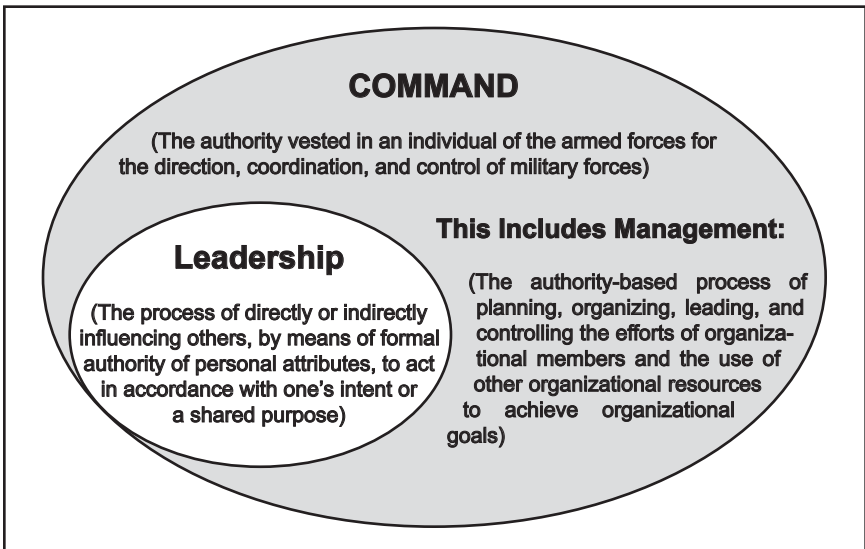 COMMAND
(The authority vested in an individual of the armed forces for
the direction, coordination, and control of military forces)
Leadership
(The process of directly or indirectly
influencing others, by means of formal
authority of personal attributes, to act
in accordance with one's intent or
a shared purpose)
This Includes Management:
(The authority-based process of
planning, organizing, leading, and
controlling the efforts of organiza-
tional members and the use of
other organizational resources
to achieve organizational
goals)